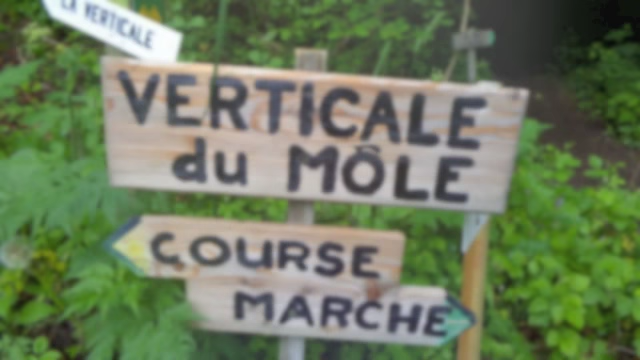 LA VERTICALE
VERTICALE
du MÔLE
COURSE
MARCHE